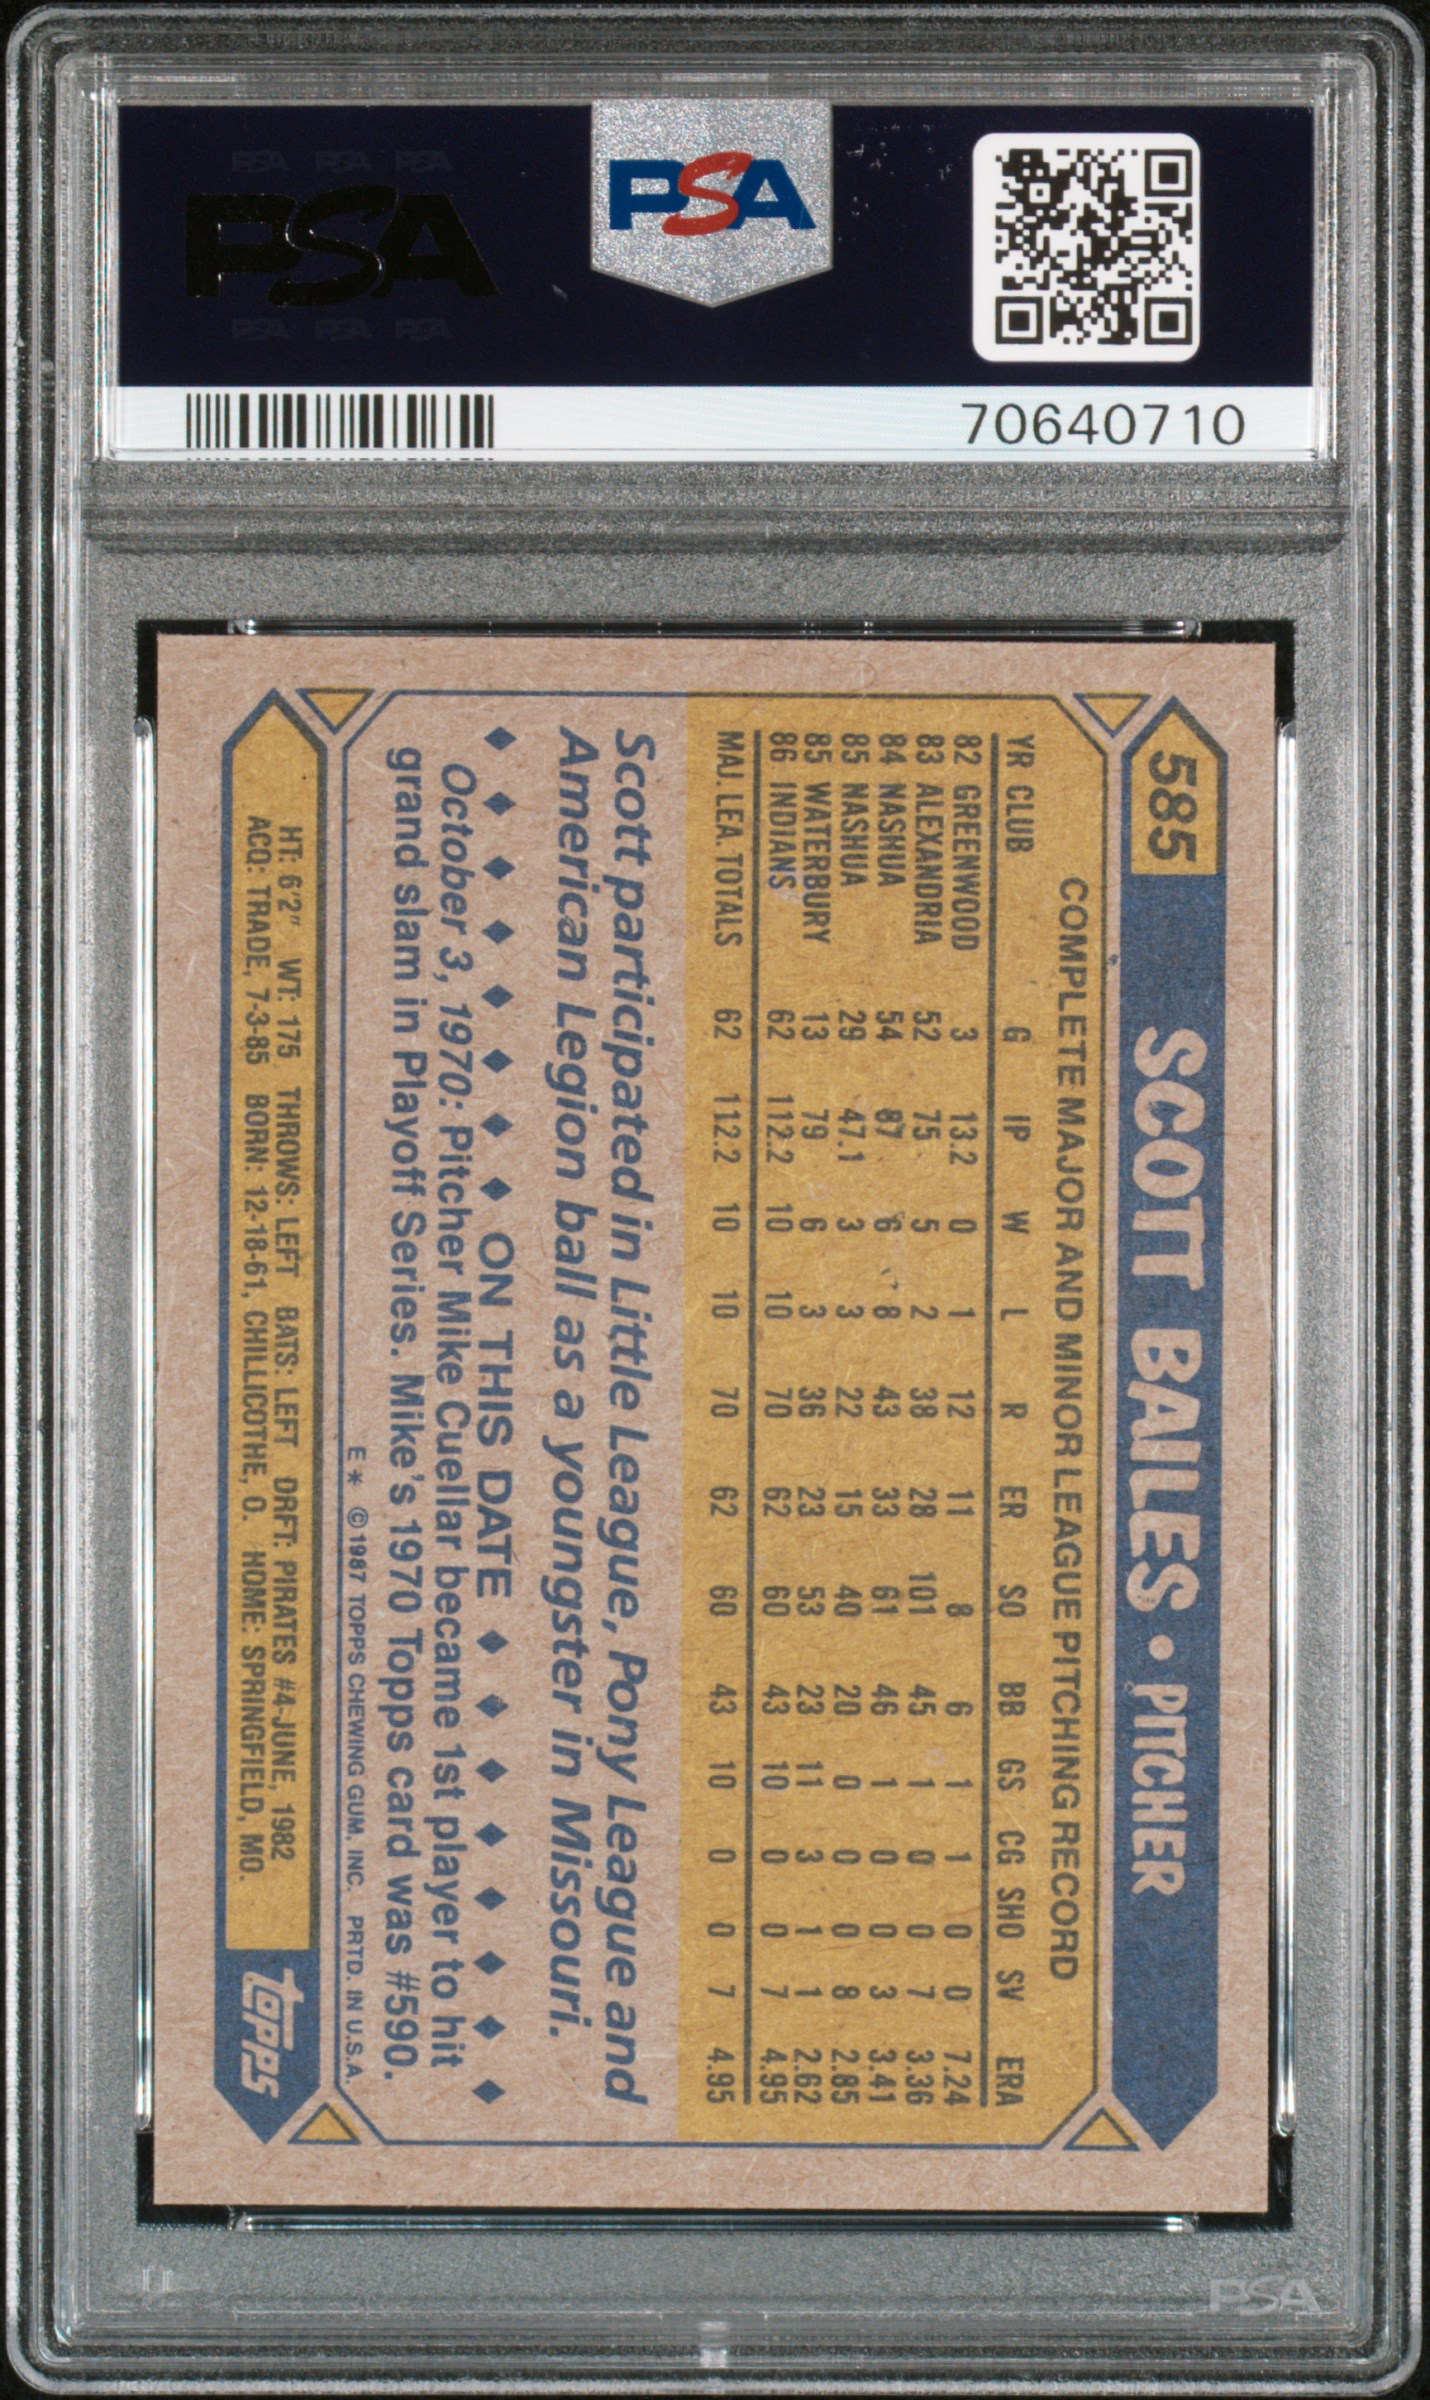 PSA PSA PSA
PSA
PSA PSA PSA
PSA
70640710
585 SCOTT BAILES • PITCHER
COMPLETE MAJOR AND MINOR LEAGUE PITCHING RECORD
YR CLUB G IP W L R ER SO BB GS CG SHO SV ERA
82 GREENWOOD 3 13.2 0 1 12 11 8 6 1 1 0 0 7.24
83 ALEXANDRIA 52 75 5 2 38 28 101 45 1 0 0 7 3.36
84 NASHUA 54 87 6 8 43 33 61 46 1 0 0 3 3.41
85 NASHUA 29 47.1 3 3 22 15 40 20 0 0 0 8 2.85
85 WATERBURY 13 79 6 3 36 23 53 23 11 3 1 1 2.62
86 INDIANS 62 112.2 10 10 70 62 60 43 10 0 0 7 4.95
MAJ. LEA. TOTALS 62 112.2 10 10 70 62 60 43 10 0 0 7 4.95
Scott participated in Little League, Pony League and
American Legion ball as a youngster in Missouri.
ON THIS DATE
October 3, 1970: Pitcher Mike Cuellar became 1st player to hit
grand slam in Playoff Series. Mike's 1970 Topps card was #590.
E* ©1987 TOPPS CHEWING GUM, INC. PRTD. IN U.S.A.
HT: 6'2" WT: 175 THROWS: LEFT BATS: LEFT DRFT: PIRATES #4-JUNE, 1982
ACQ: TRADE, 7-3-85 BORN: 12-18-61, CHILLICOTHE, O. HOME: SPRINGFIELD, MO.
topps
PSA